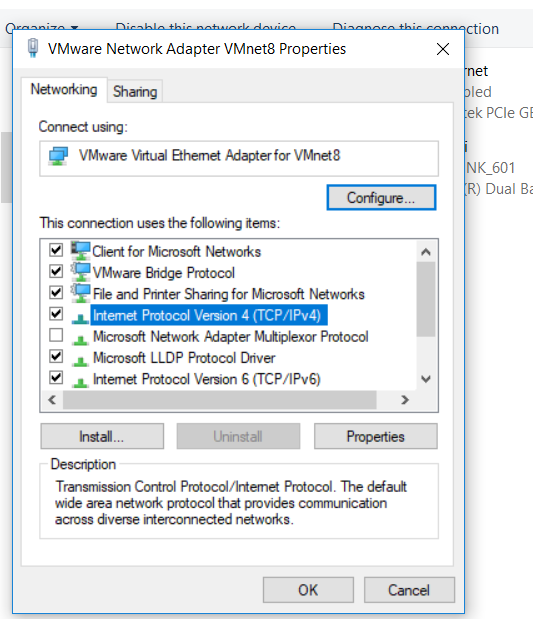 Organize Disable this network device Diagnose this connection
VMware Network Adapter VMnet8 Properties
rnet
bled
tek PCIe GE
i
NK_601
(R) Dual Ba
Networking Sharing
Connect using:
VMware Virtual Ethernet Adapter for VMnet8
Configure...
This connection uses the following items:
Client for Microsoft Networks
VMware Bridge Protocol
File and Printer Sharing for Microsoft Networks
Internet Protocol Version 4 (TCP/IPv4)
Microsoft Network Adapter Multiplexor Protocol
Microsoft LLDP Protocol Driver
Internet Protocol Version 6 (TCP/IPv6)
Install... Uninstall Properties
Description
Transmission Control Protocol/Internet Protocol. The default
wide area network protocol that provides communication
across diverse interconnected networks.
OK Cancel